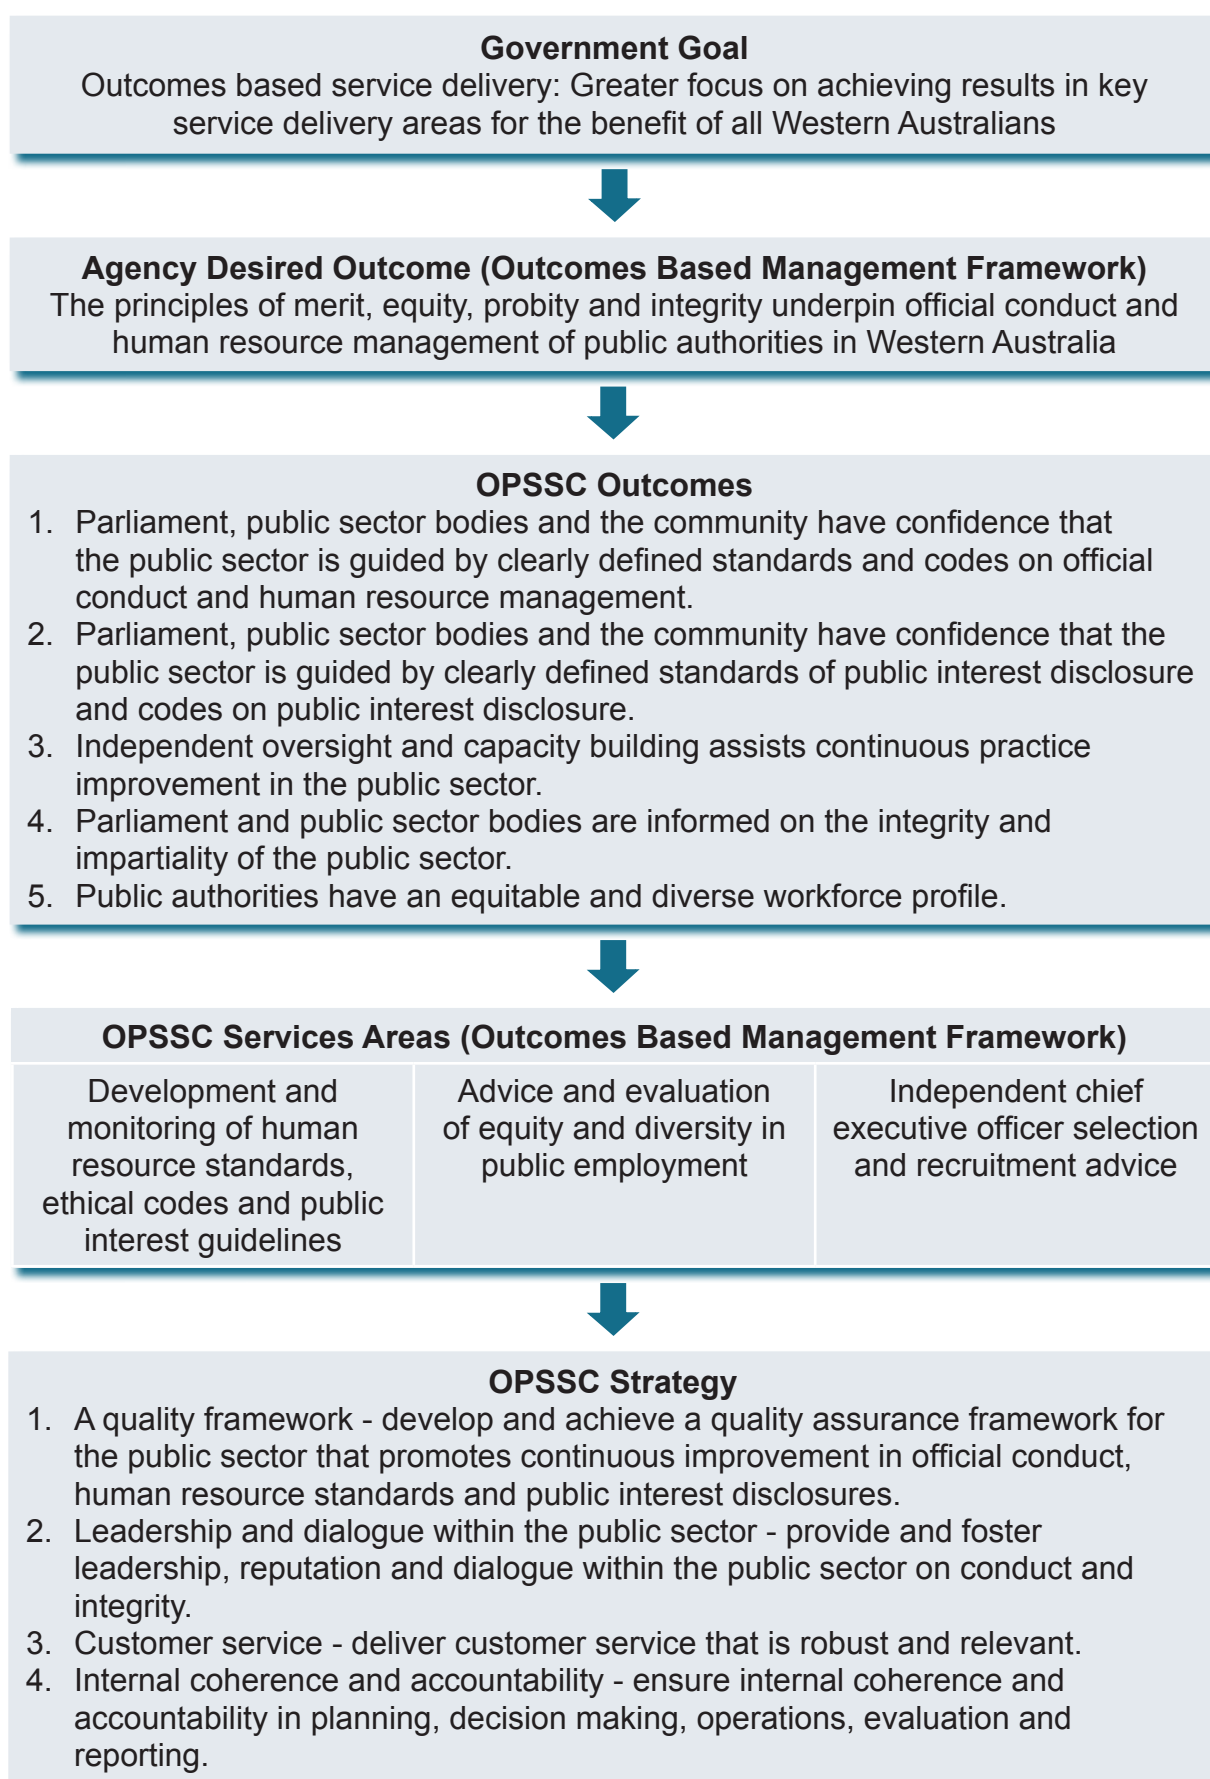 Government Goal
Outcomes based service delivery: Greater focus on achieving results in key
service delivery areas for the benefit of all Western Australians
Agency Desired Outcome (Outcomes Based Management Framework)
The principles of merit, equity, probity and integrity underpin official conduct and
human resource management of public authorities in Western Australia
OPSSC Outcomes
1. Parliament, public sector bodies and the community have confidence that
the public sector is guided by clearly defined standards and codes on official
conduct and human resource management.
2. Parliament, public sector bodies and the community have confidence that the
public sector is guided by clearly defined standards of public interest disclosure
and codes on public interest disclosure.
3. Independent oversight and capacity building assists continuous practice
improvement in the public sector.
4. Parliament and public sector bodies are informed on the integrity and
impartiality of the public sector.
5. Public authorities have an equitable and diverse workforce profile.
OPSSC Services Areas (Outcomes Based Management Framework)
Development and
monitoring of human
resource standards,
ethical codes and public
interest guidelines
Advice and evaluation
of equity and diversity in
public employment
Independent chief
executive officer selection
and recruitment advice
OPSSC Strategy
1. A quality framework - develop and achieve a quality assurance framework for
the public sector that promotes continuous improvement in official conduct,
human resource standards and public interest disclosures.
2. Leadership and dialogue within the public sector - provide and foster
leadership, reputation and dialogue within the public sector on conduct and
integrity.
3. Customer service - deliver customer service that is robust and relevant.
4. Internal coherence and accountability - ensure internal coherence and
accountability in planning, decision making, operations, evaluation and
reporting.